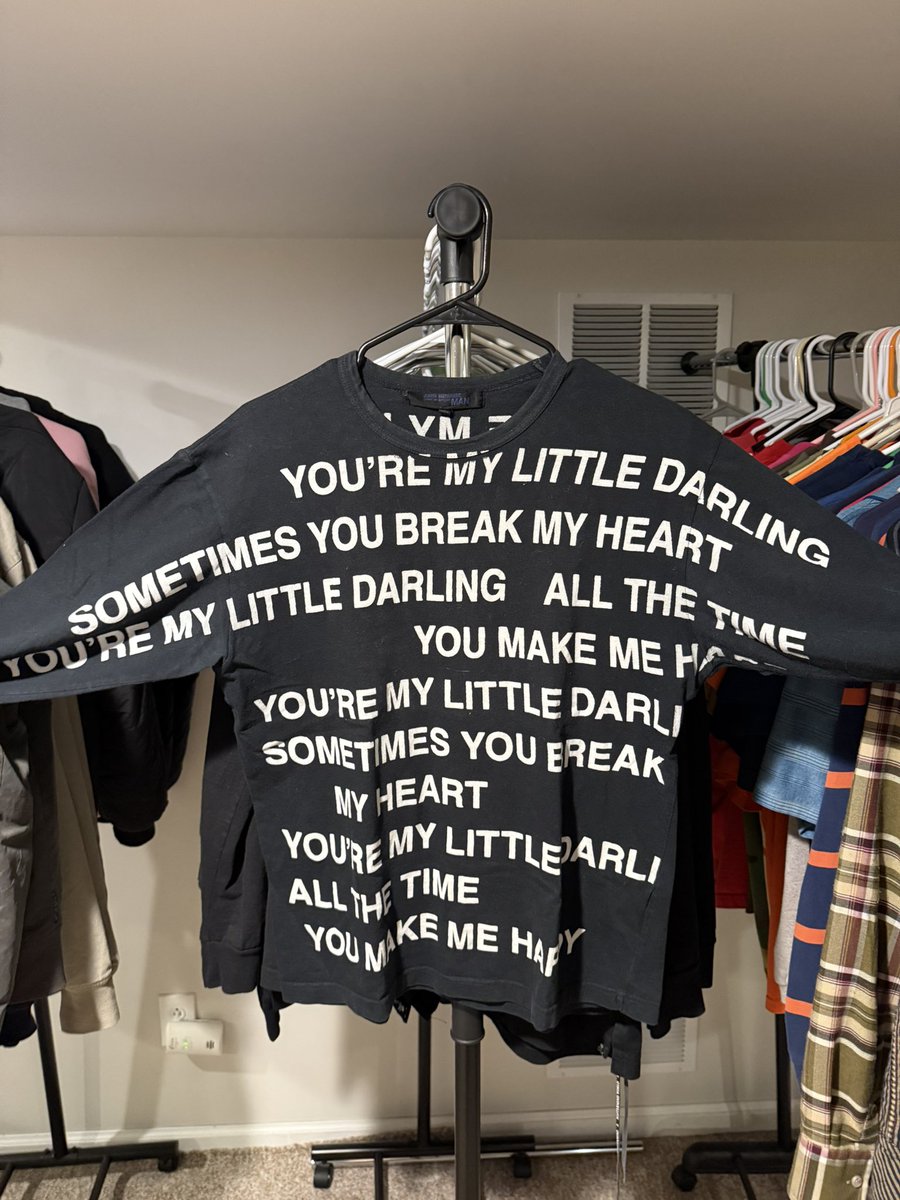 MAN
YOU'RE MY LITTLE DARLING
SOMETIMES YOU BREAK MY HEART
YOU'RE MY LITTLE DARLING ALL THE TIME
YOU MAKE ME
YOU'RE MY LITTLE DARLI
SOMETIMES YOU BREAK
MY HEART
YOU'RE MY LITTLE DARLI
ALL THE TIME
YOU MAKE ME HAPPY